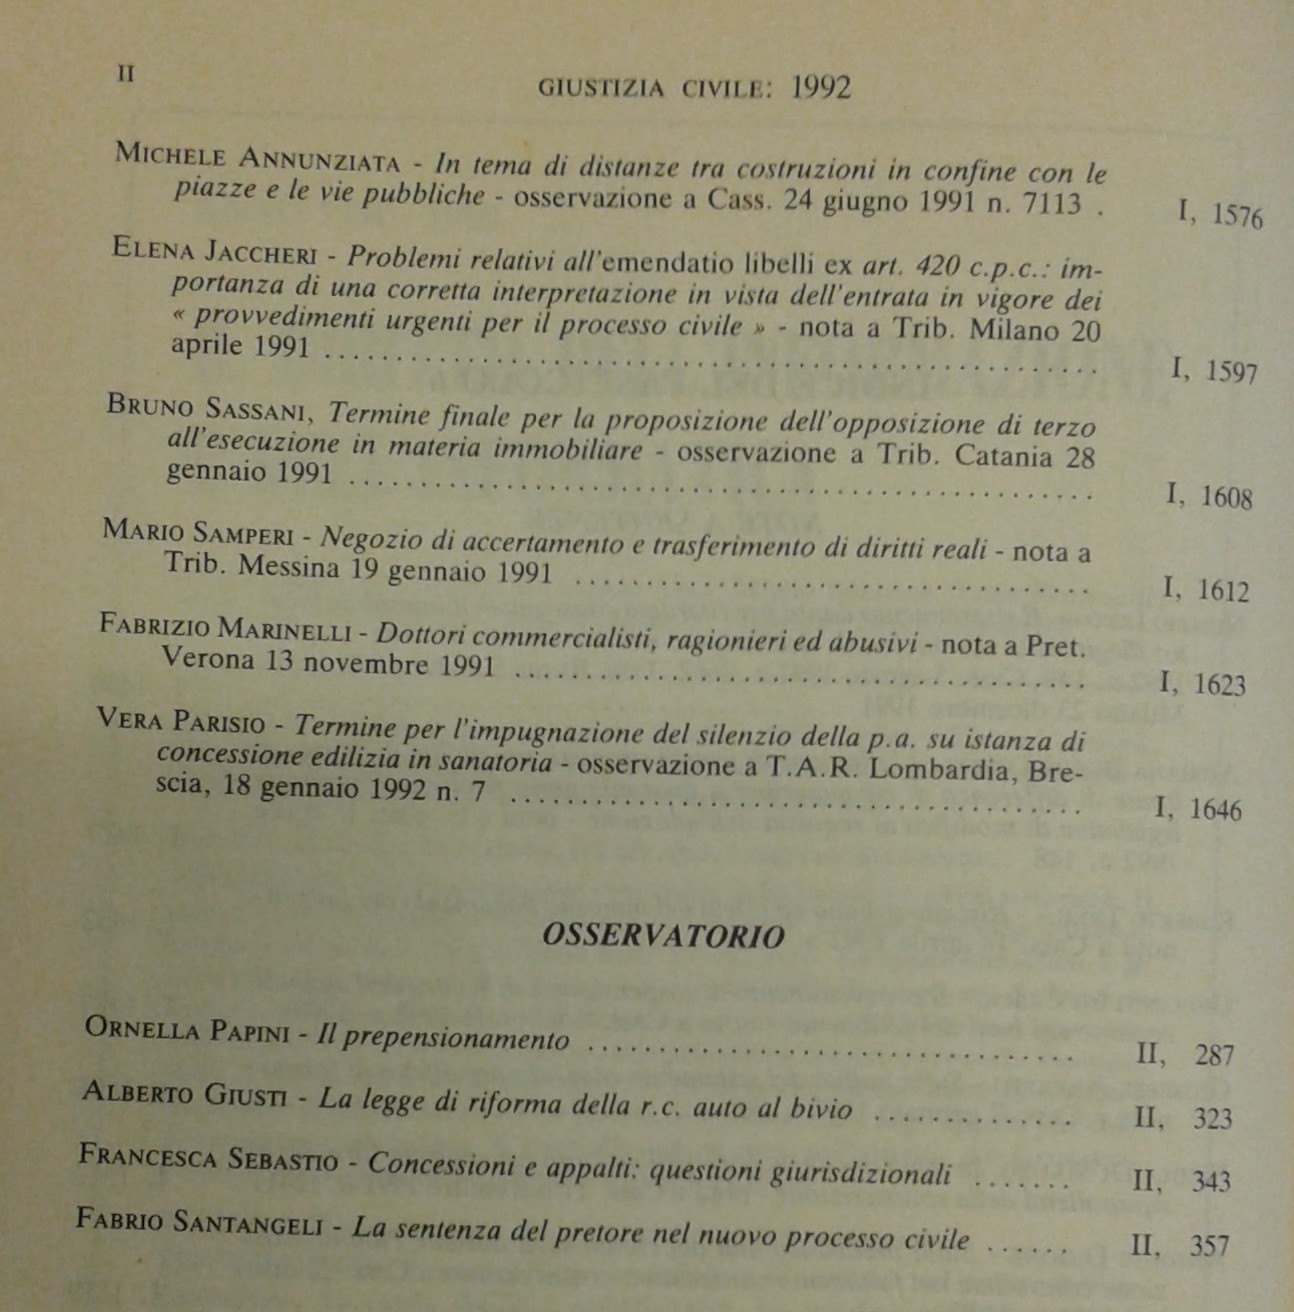 II
GIUSTIZIA CIVILE: 1992
MICHELE ANNUNZIATA - In tema di distanze tra costruzioni in confine con le
piazze e le vie pubbliche - osservazione a Cass. 24 giugno 1991 n. 7113 . I, 1576
ELENA JACCHERI - Problemi relativi all'emendatio libelli ex art. 420 c.p.c.: im-
portanza di una corretta interpretazione in vista dell'entrata in vigore dei
« provvedimenti urgenti per il processo civile » - nota a Trib. Milano 20
aprile 1991 ........................................................ I, 1597
BRUNO SASSANI, Termine finale per la proposizione dell'opposizione di terzo
all'esecuzione in materia immobiliare - osservazione a Trib. Catania 28
gennaio 1991 ...................................................... I, 1608
MARIO SAMPERI - Negozio di accertamento e trasferimento di diritti reali - nota a
Trib. Messina 19 gennaio 1991 .................................... I, 1612
FABRIZIO MARINELLI - Dottori commercialisti, ragionieri ed abusivi - nota a Pret.
Verona 13 novembre 1991 ........................................ I, 1623
VERA PARISIO - Termine per l'impugnazione del silenzio della p.a. su istanza di
concessione edilizia in sanatoria - osservazione a T.A.R. Lombardia, Bre-
scia, 18 gennaio 1992 n. 7 ........................................ I, 1646
OSSERVATORIO
ORNELLA PAPINI - Il prepensionamento .................................. II, 287
ALBERTO GIUSTI - La legge di riforma della r.c. auto al bivio .............. II, 323
FRANCESCA SEBASTIO - Concessioni e appalti: questioni giurisdizionali ....... II, 343
FABRIO SANTANGELI - La sentenza del pretore nel nuovo processo civile ...... II, 357